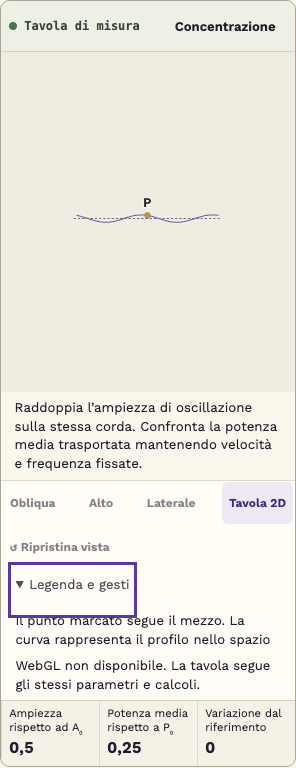 Tavola di misura
Concentrazione
P
Raddoppia l’ampiezza di oscillazione
sulla stessa corda. Confronta la potenza
media trasportata mantenendo velocità
e frequenza fissate.
Obliqua Alto Laterale Tavola 2D
↺ Ripristina vista
▼ Legenda e gesti
Il punto marcato segue il mezzo. La
curva rappresenta il profilo nello spazio
WebGL non disponibile. La tavola segue
gli stessi parametri e calcoli.
Ampiezza
rispetto ad A₀
0,5
Potenza media
rispetto a P₀
0,25
Variazione dal
riferimento
0